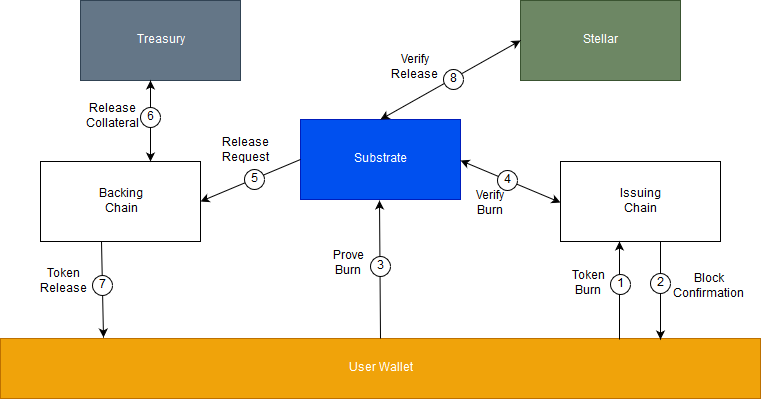 Treasury
Stellar
Verify
Release
8
Release
Collateral
6
Release
Request
5
Substrate
4
Verify
Burn
Backing
Chain
Issuing
Chain
Prove
Burn
3
Token
Release
7
Token
Burn
1
2
Block
Confirmation
User Wallet